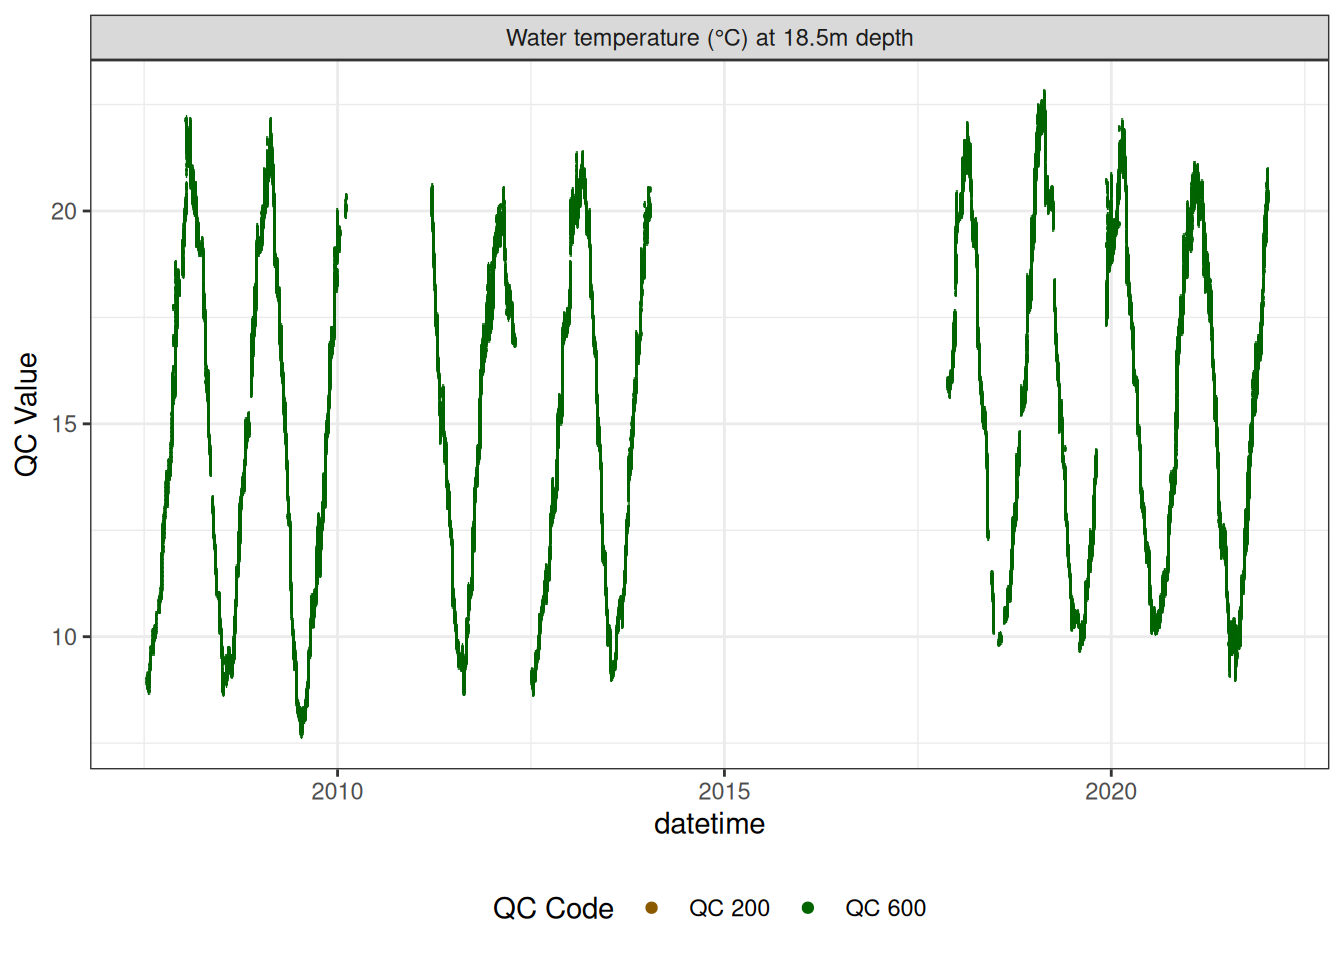 Water temperature (°C) at 18.5m depth
QC Value
20
15
10
2010 2015 2020
datetime
QC Code QC 200 QC 600